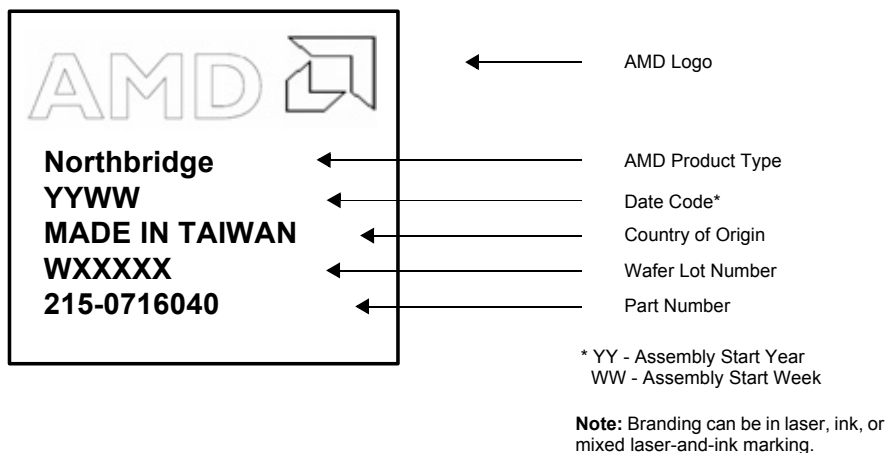 AMD
AMD Logo
Northbridge
AMD Product Type
YYWW
Date Code*
MADE IN TAIWAN
Country of Origin
WXXXXX
Wafer Lot Number
215-0716040
Part Number
* YY - Assembly Start Year
WW - Assembly Start Week
Note: Branding can be in laser, ink, or
mixed laser-and-ink marking.